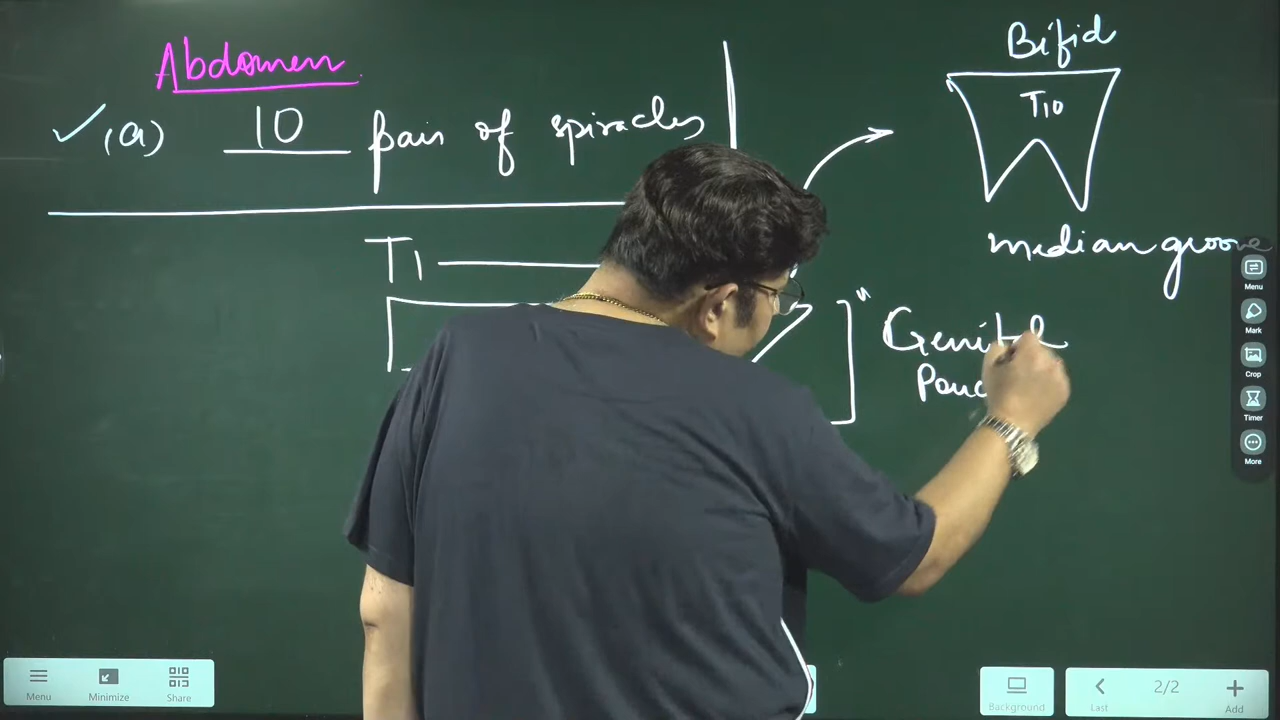 Abdomen
(a) 10 pair of spiracles
T1
Bifid
T10
median groove
"Genital
Menu
Mark
Crop
Timer
More
Menu
Minimize
Share
Background
Last
2/2
Add